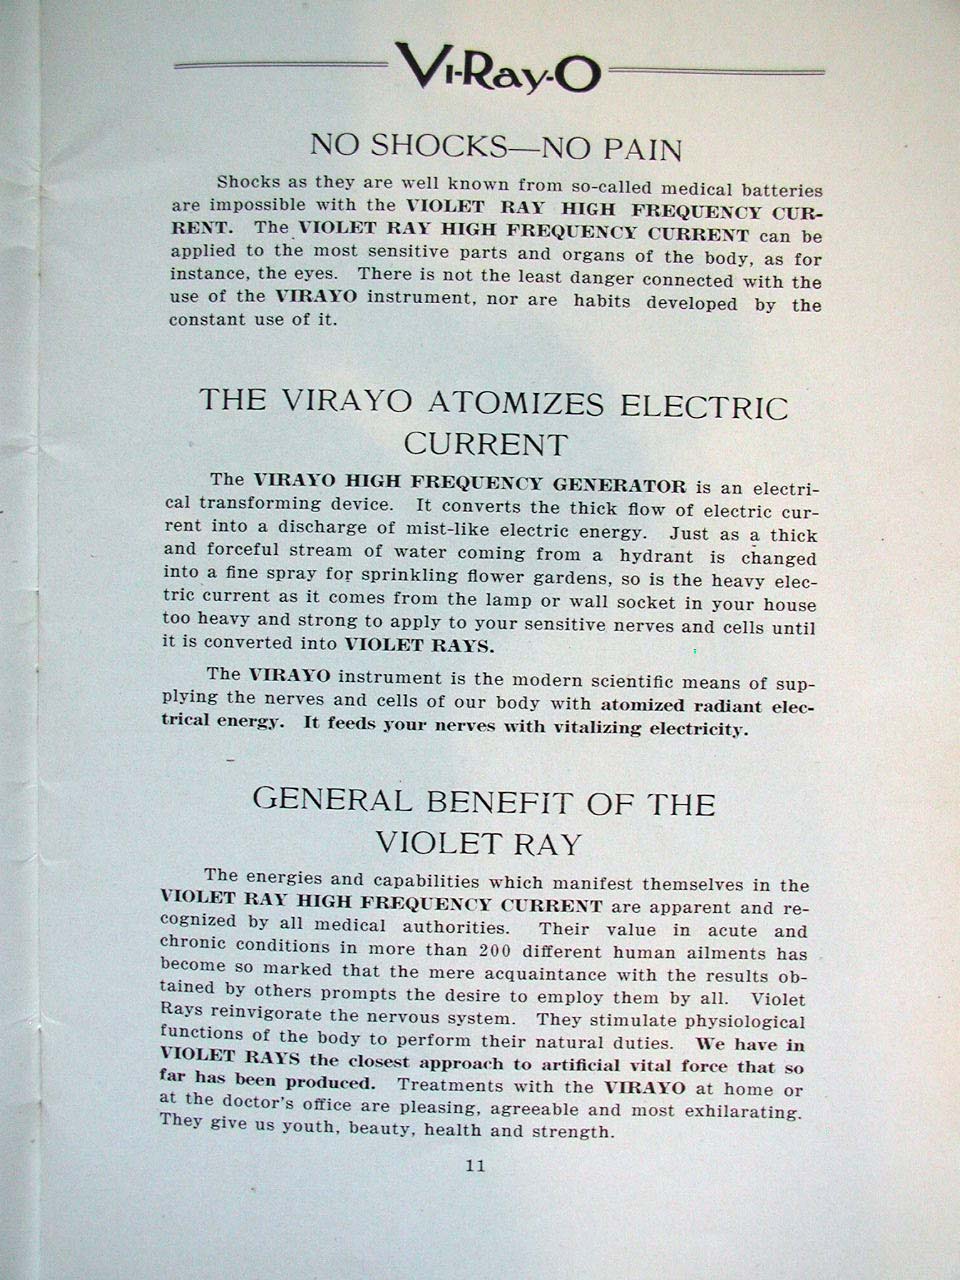 Vi-Ray-O
NO SHOCKS—NO PAIN
Shocks as they are well known from so-called medical batteries
are impossible with the VIOLET RAY HIGH FREQUENCY CUR-
RENT. The VIOLET RAY HIGH FREQUENCY CURRENT can be
applied to the most sensitive parts and organs of the body, as for
instance, the eyes. There is not the least danger connected with the
use of the VIRAYO instrument, nor are habits developed by the
constant use of it.
THE VIRAYO ATOMIZES ELECTRIC
CURRENT
The VIRAYO HIGH FREQUENCY GENERATOR is an electri-
cal transforming device. It converts the thick flow of electric cur-
rent into a discharge of mist-like electric energy. Just as a thick
and forceful stream of water coming from a hydrant is changed
into a fine spray for sprinkling flower gardens, so is the heavy elec-
tric current as it comes from the lamp or wall socket in your house
too heavy and strong to apply to your sensitive nerves and cells until
it is converted into VIOLET RAYS.
The VIRAYO instrument is the modern scientific means of sup-
plying the nerves and cells of our body with atomized radiant elec-
trical energy. It feeds your nerves with vitalizing electricity.
GENERAL BENEFIT OF THE
VIOLET RAY
The energies and capabilities which manifest themselves in the
VIOLET RAY HIGH FREQUENCY CURRENT are apparent and re-
cognized by all medical authorities. Their value in acute and
chronic conditions in more than 200 different human ailments has
become so marked that the mere acquaintance with the results ob-
tained by others prompts the desire to employ them by all. Violet
Rays reinvigorate the nervous system. They stimulate physiological
functions of the body to perform their natural duties. We have in
VIOLET RAYS the closest approach to artificial vital force that so
far has been produced. Treatments with the VIRAYO at home or
at the doctor's office are pleasing, agreeable and most exhilarating.
They give us youth, beauty, health and strength.
11